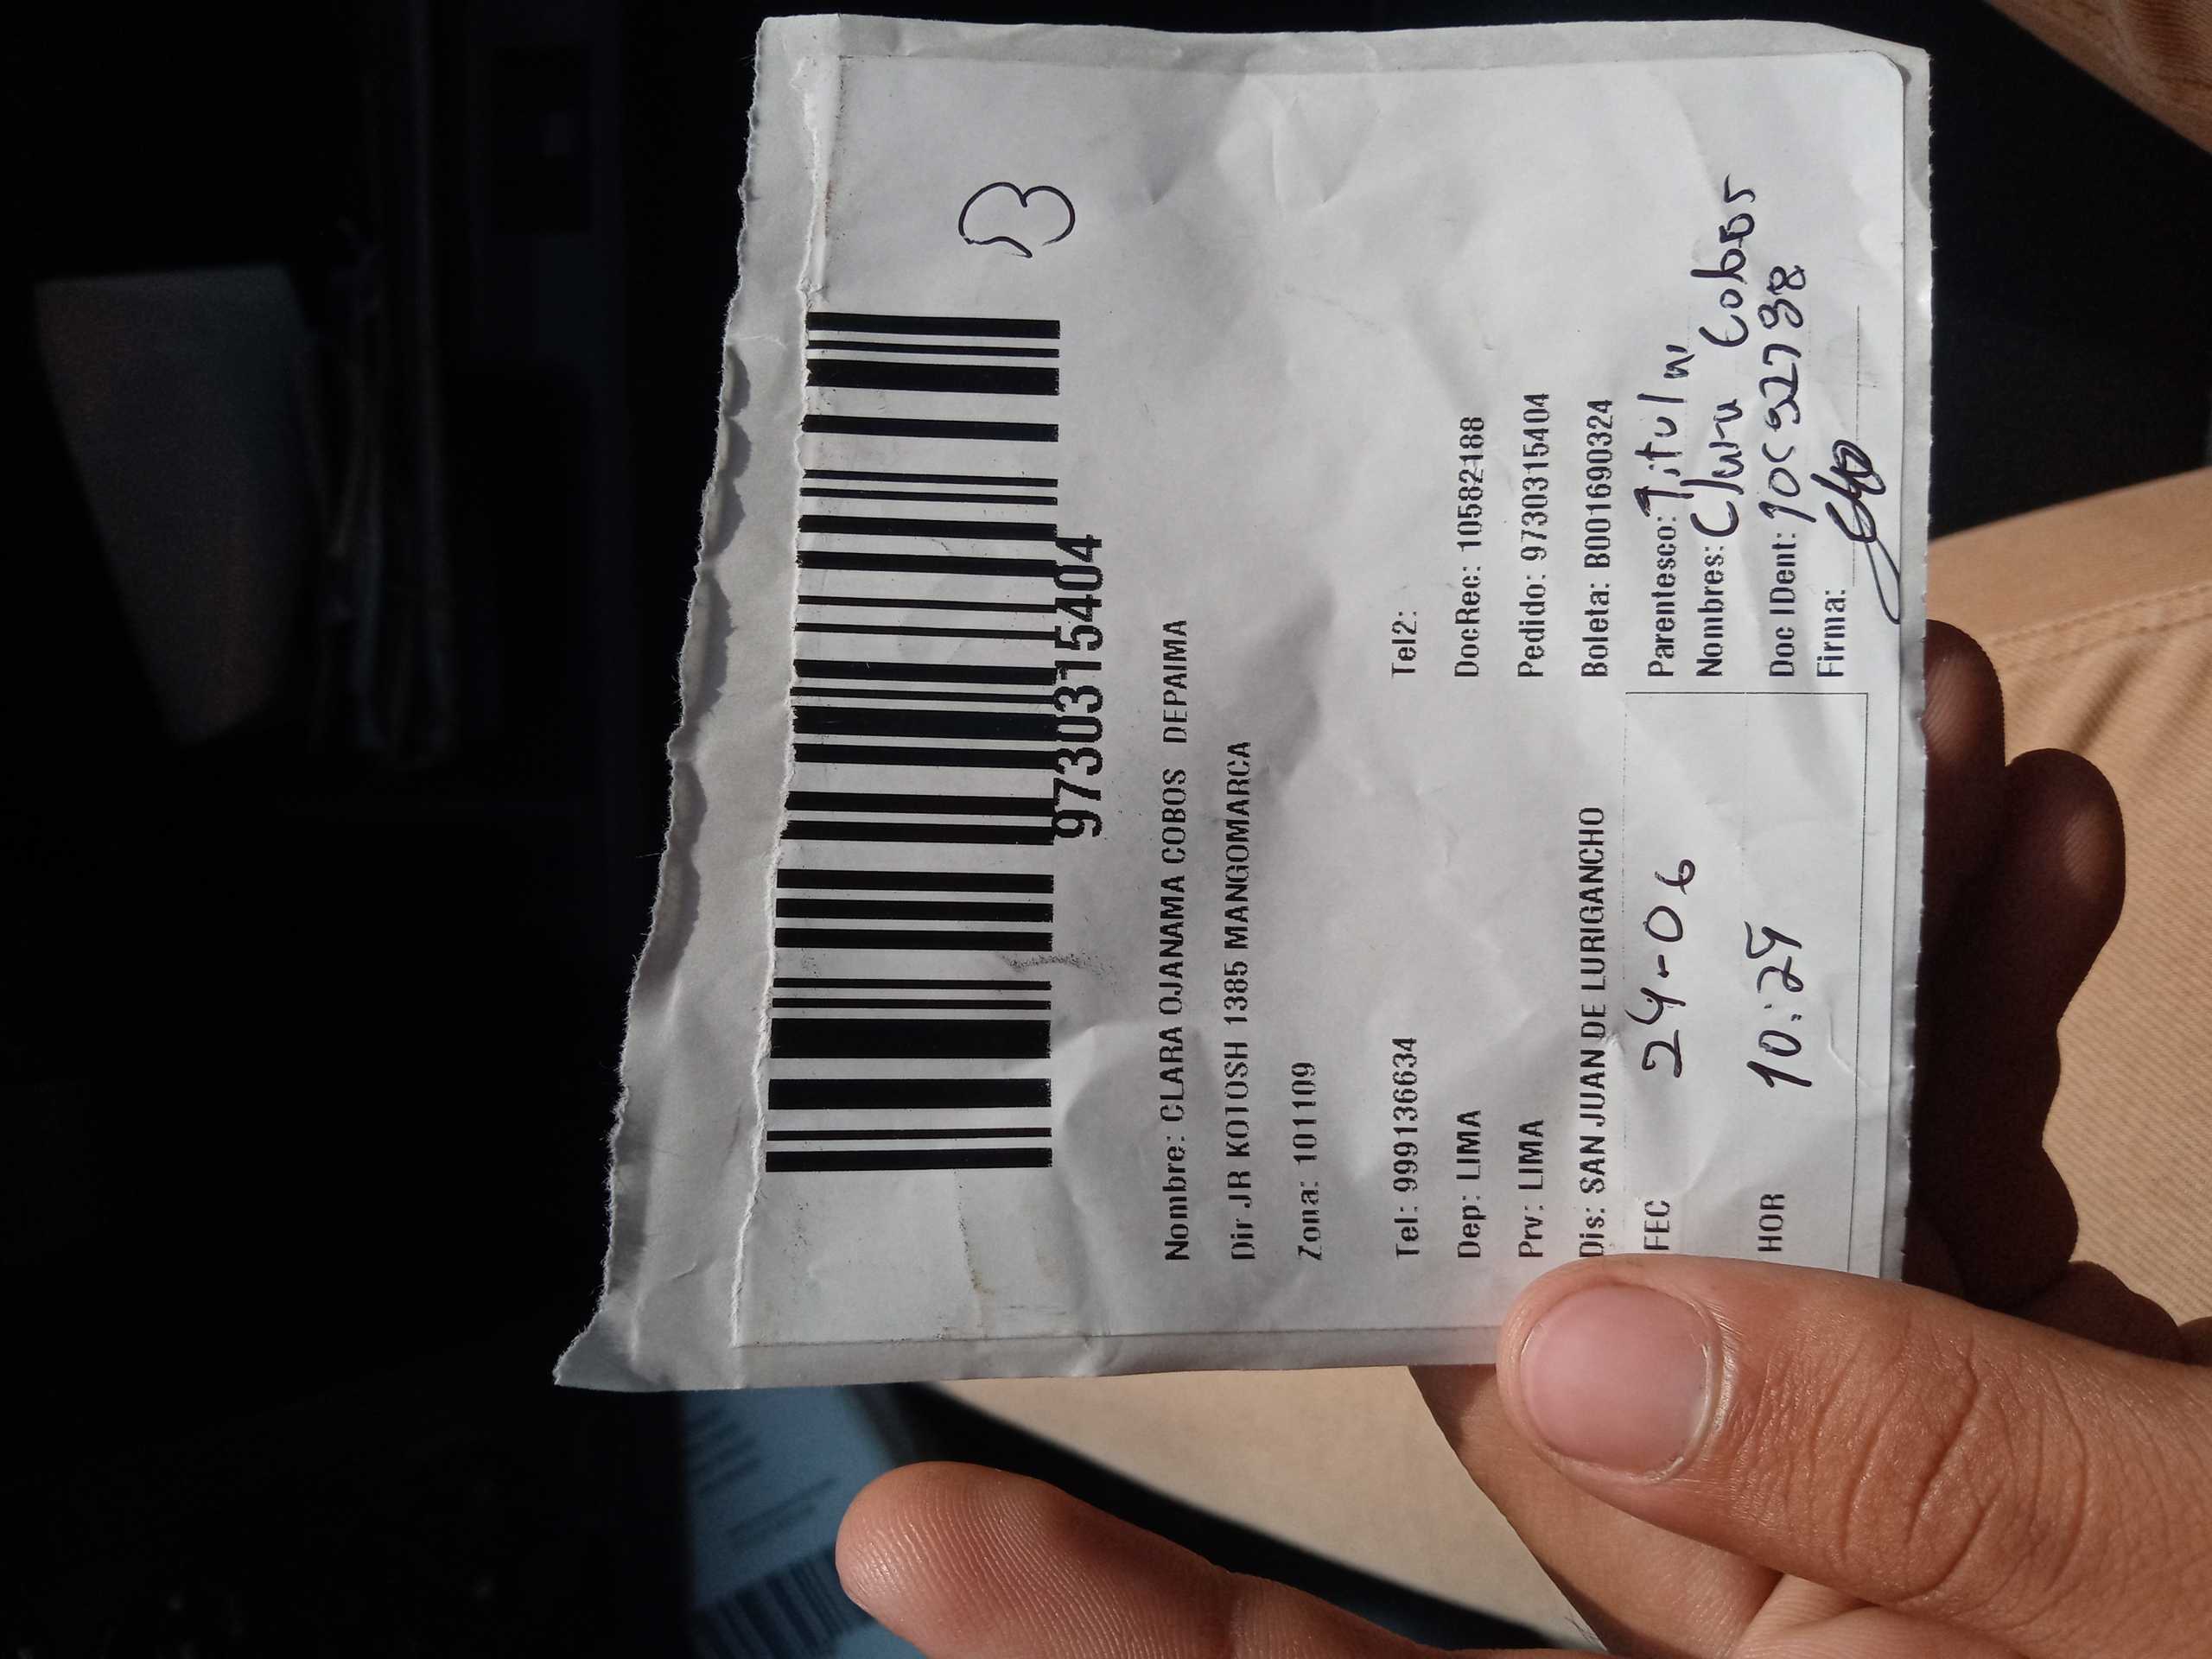 13
9730315404
Nombre: CLARA OJANAMA COBOS DEPAIMA
Dir JR KOTOSH 1385 MANGOMARCA
Zona: 101109
Tel: 999136634 Tel2:
Dep: LIMA DocRec: 10582188
Prv: LIMA Pedido: 9730315404
Dis: SAN JUAN DE LURIGANCHO Boleta: B001690324
FEC 24-06 Parentesco: Titular
Nombres: Clara Cobos
HOR 10:24 Doc IDent:
Firma: